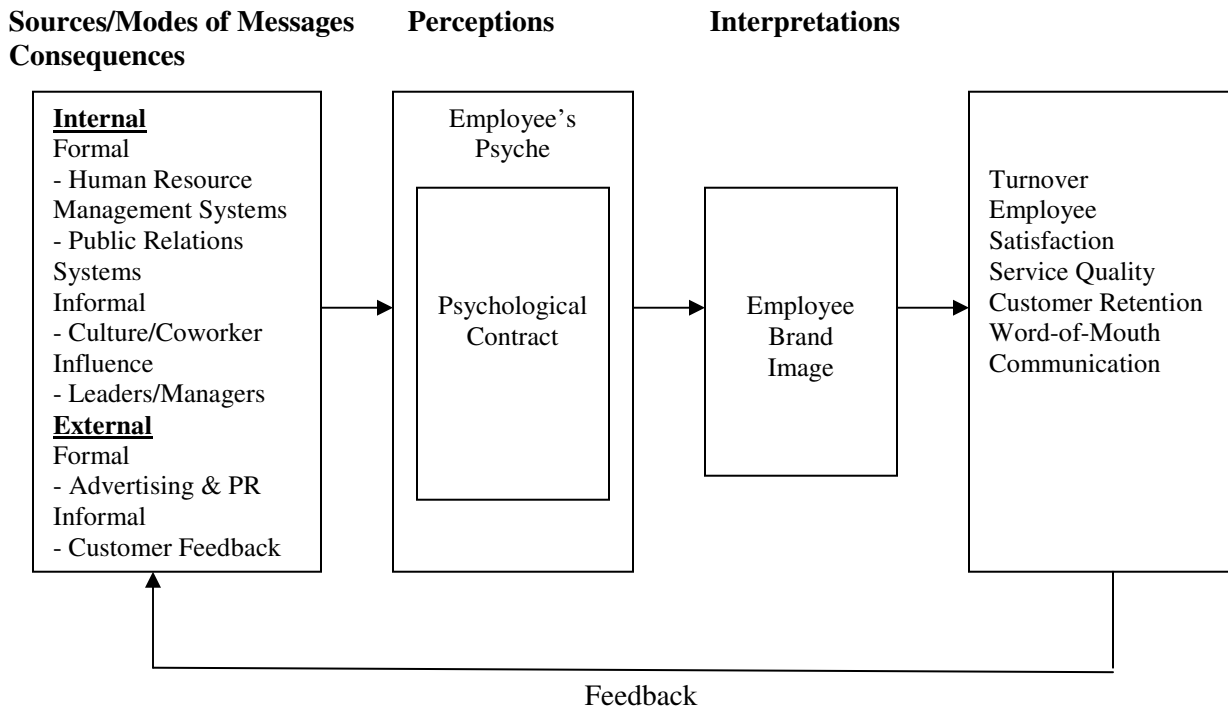 Sources/Modes of Messages Perceptions Interpretations
Consequences
Internal
Formal
- Human Resource
Management Systems
- Public Relations
Systems
Informal
- Culture/Coworker
Influence
- Leaders/Managers
External
Formal
- Advertising & PR
Informal
- Customer Feedback
Employee’s
Psyche
Psychological
Contract
Employee
Brand
Image
Turnover
Employee
Satisfaction
Service Quality
Customer Retention
Word-of-Mouth
Communication
Feedback